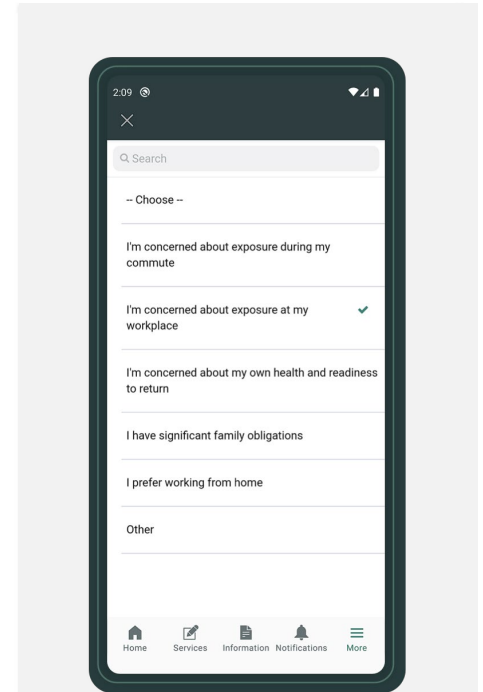 2:09
Search
-- Choose --
I'm concerned about exposure during my
commute
I'm concerned about exposure at my
workplace
I'm concerned about my own health and readiness
to return
I have significant family obligations
I prefer working from home
Other
Home Services Information Notifications More